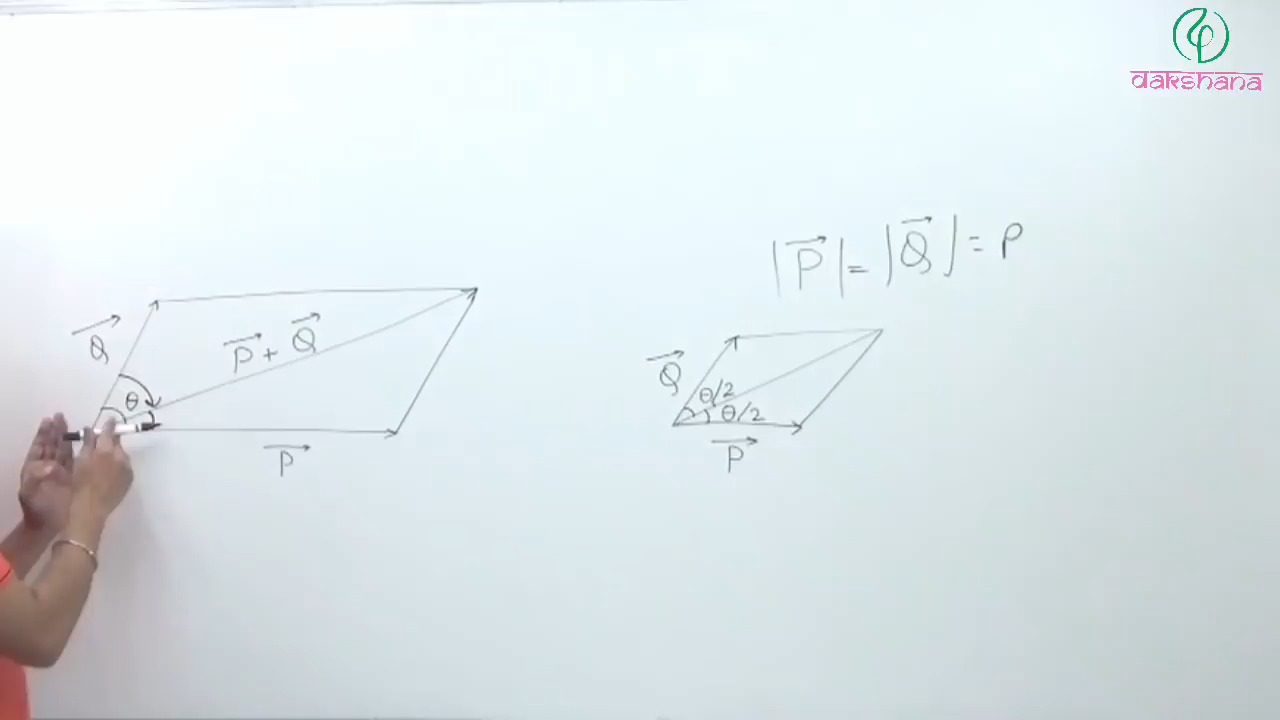 dakshana
|P⃗| = |Q⃗| = P
Q⃗
P⃗ + Q⃗
θ
P⃗
Q⃗
θ/2
θ/2
P⃗